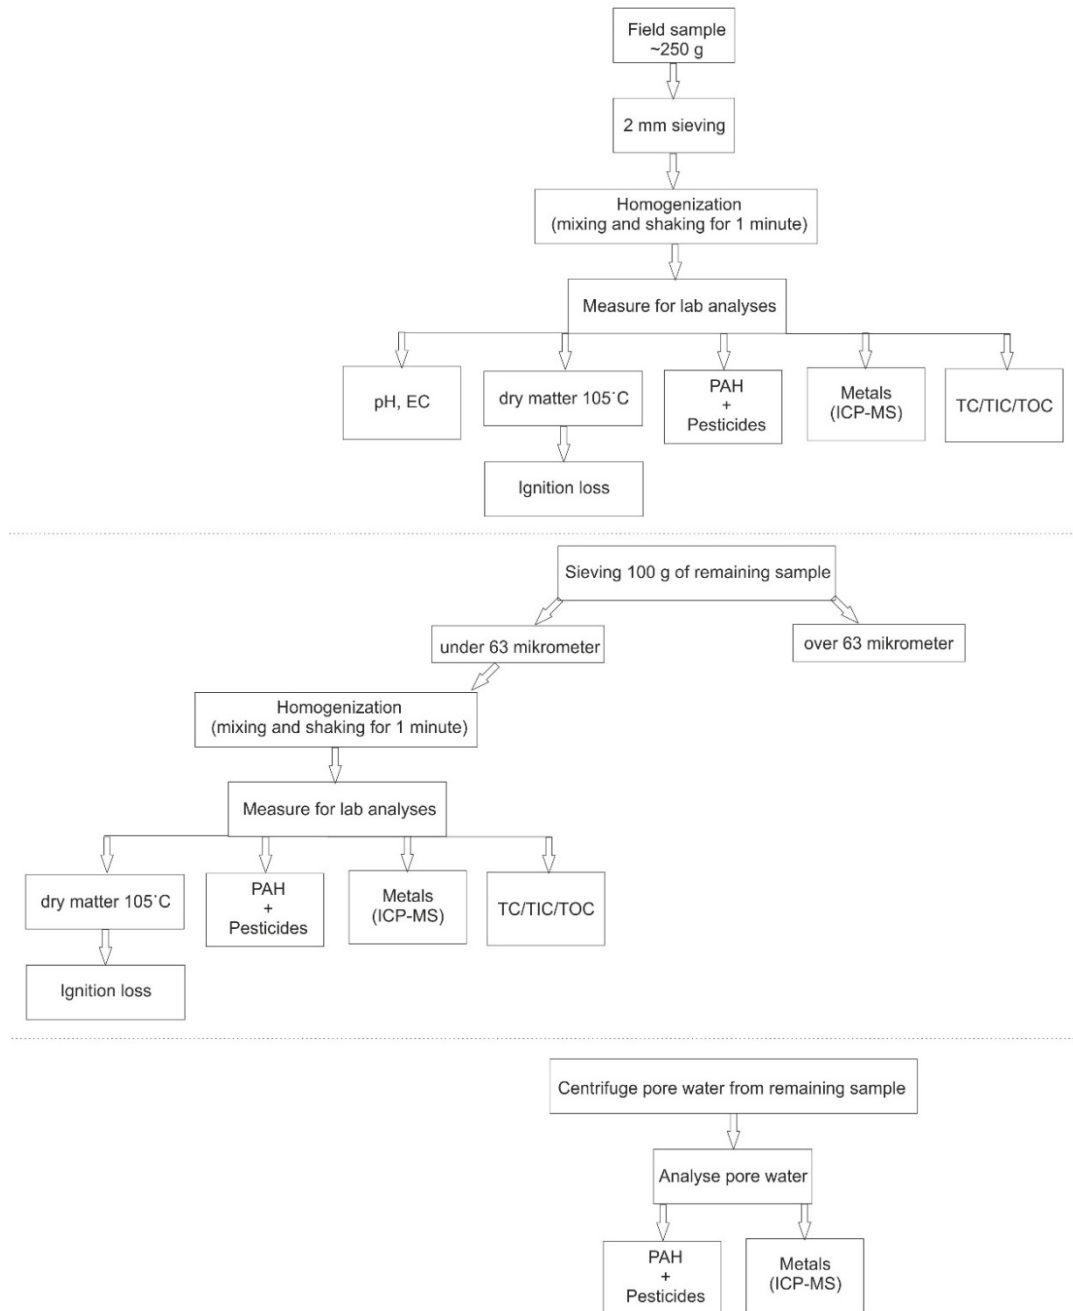 Field sample
~250 g
2 mm sieving
Homogenization
(mixing and shaking for 1 minute)
Measure for lab analyses
pH, EC
dry matter 105˚C
PAH
+
Pesticides
Metals
(ICP-MS)
TC/TIC/TOC
Ignition loss
Sieving 100 g of remaining sample
under 63 mikrometer
over 63 mikrometer
Homogenization
(mixing and shaking for 1 minute)
Measure for lab analyses
dry matter 105˚C
PAH
+
Pesticides
Metals
(ICP-MS)
TC/TIC/TOC
Ignition loss
Centrifuge pore water from remaining sample
Analyse pore water
PAH
+
Pesticides
Metals
(ICP-MS)